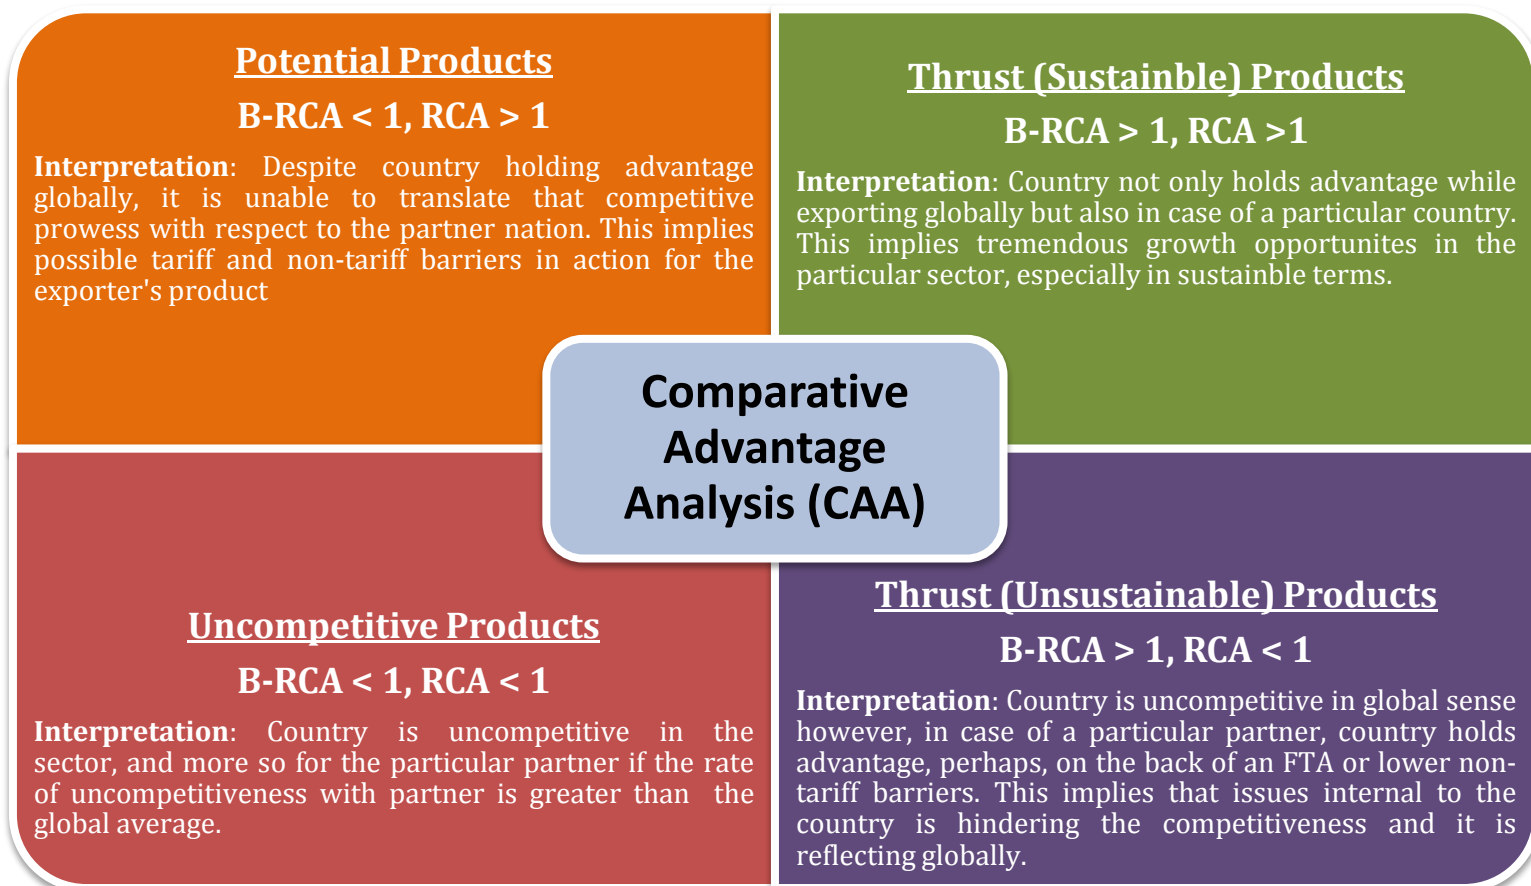 Potential Products
B-RCA < 1, RCA > 1
Interpretation: Despite country holding advantage
globally, it is unable to translate that competitive
prowess with respect to the partner nation. This implies
possible tariff and non-tariff barriers in action for the
exporter's product
Thrust (Sustainble) Products
B-RCA > 1, RCA >1
Interpretation: Country not only holds advantage while
exporting globally but also in case of a particular country.
This implies tremendous growth opportunites in the
particular sector, especially in sustainble terms.
Comparative
Advantage
Analysis (CAA)
Uncompetitive Products
B-RCA < 1, RCA < 1
Interpretation: Country is uncompetitive in the
sector, and more so for the particular partner if the rate
of uncompetitiveness with partner is greater than the
global average.
Thrust (Unsustainable) Products
B-RCA > 1, RCA < 1
Interpretation: Country is uncompetitive in global sense
however, in case of a particular partner, country holds
advantage, perhaps, on the back of an FTA or lower non-
tariff barriers. This implies that issues internal to the
country is hindering the competitiveness and it is
reflecting globally.